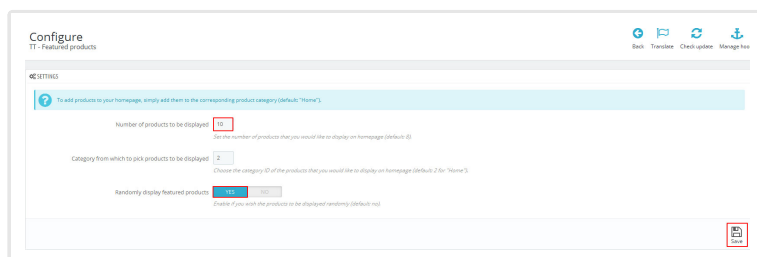 Configure
TT - Featured products
Back Translate Check update Manage hoo
SETTINGS
To add products to your homepage, simply add them to the corresponding product category (default: "Home").
Number of products to be displayed 10
Set the number of products that you would like to display on homepage (default: 8)
Category from which to pick products to be displayed 2
Choose the category ID of the products that you would like to display on homepage (default: 2 for "Home").
Randomly display featured products YES NO
Enable if you wish the products to be displayed randomly (default: no)
Save